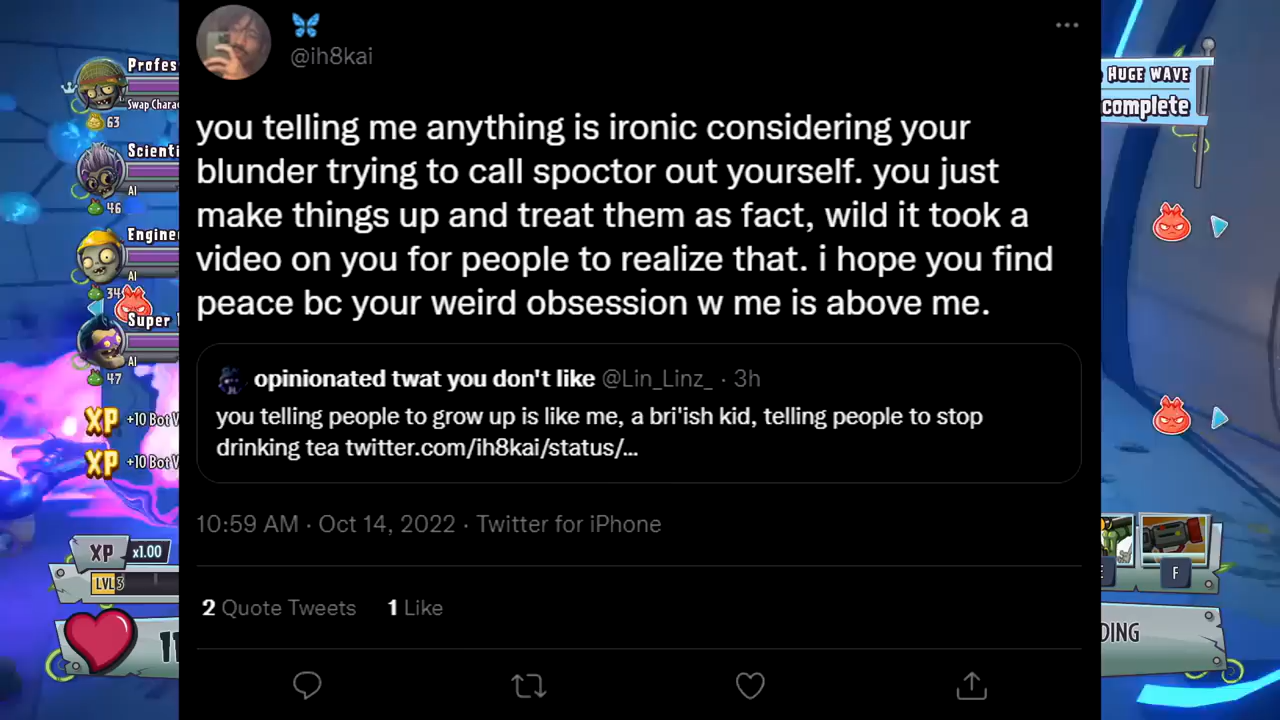 🦋
@ih8kai
you telling me anything is ironic considering your
blunder trying to call spoctor out yourself. you just
make things up and treat them as fact, wild it took a
video on you for people to realize that. i hope you find
peace bc your weird obsession w me is above me.
opinionated twat you don't like @Lin_Linz_ · 3h
you telling people to grow up is like me, a bri'ish kid, telling people to stop
drinking tea twitter.com/ih8kai/status/...
10:59 AM · Oct 14, 2022 · Twitter for iPhone
2 Quote Tweets 1 Like
Profes
Swap Chara
63
Scienti
AI
46
Engine
AI
34
Super
AI
47
XP +10 Bot V
XP +10 Bot V
XP x1.00
LVL 3
11
HUGE WAVE
complete
E
F
DING